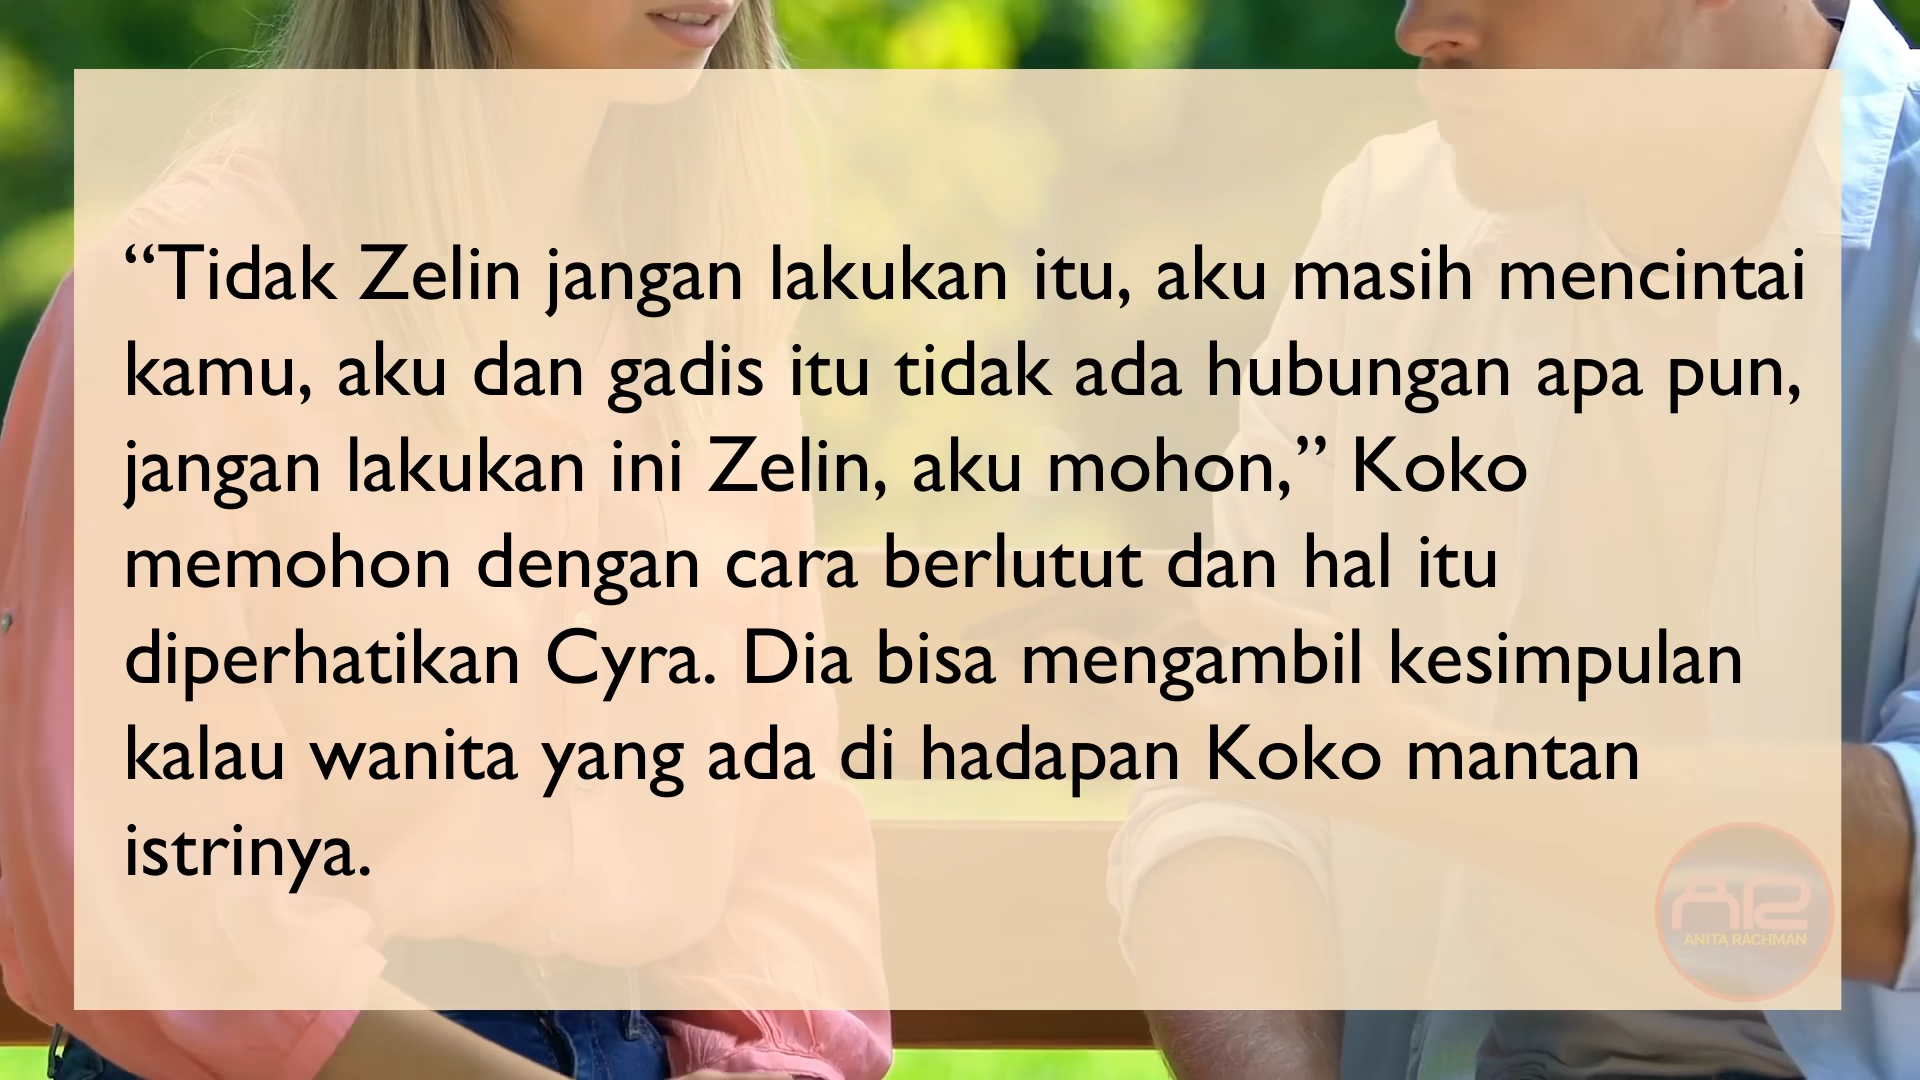 “Tidak Zelin jangan lakukan itu, aku masih mencintai
kamu, aku dan gadis itu tidak ada hubungan apa pun,
jangan lakukan ini Zelin, aku mohon,” Koko
memohon dengan cara berlutut dan hal itu
diperhatikan Cyra. Dia bisa mengambil kesimpulan
kalau wanita yang ada di hadapan Koko mantan
istrinya.
AR
ANITA RACHMAN